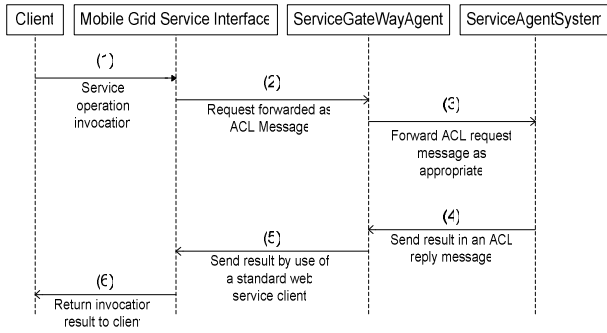 Client
Mobile Grid Service Interface
ServiceGateWayAgent
ServiceAgentSystem
(1)
Service
operation
invocation
(2)
Request forwarded as
ACL Message
(3)
Forward ACL request
message as
appropriate
(4)
Send result in an ACL
reply message
(5)
Send result by use of
a standard web
service client
(6)
Return invocation
result to client